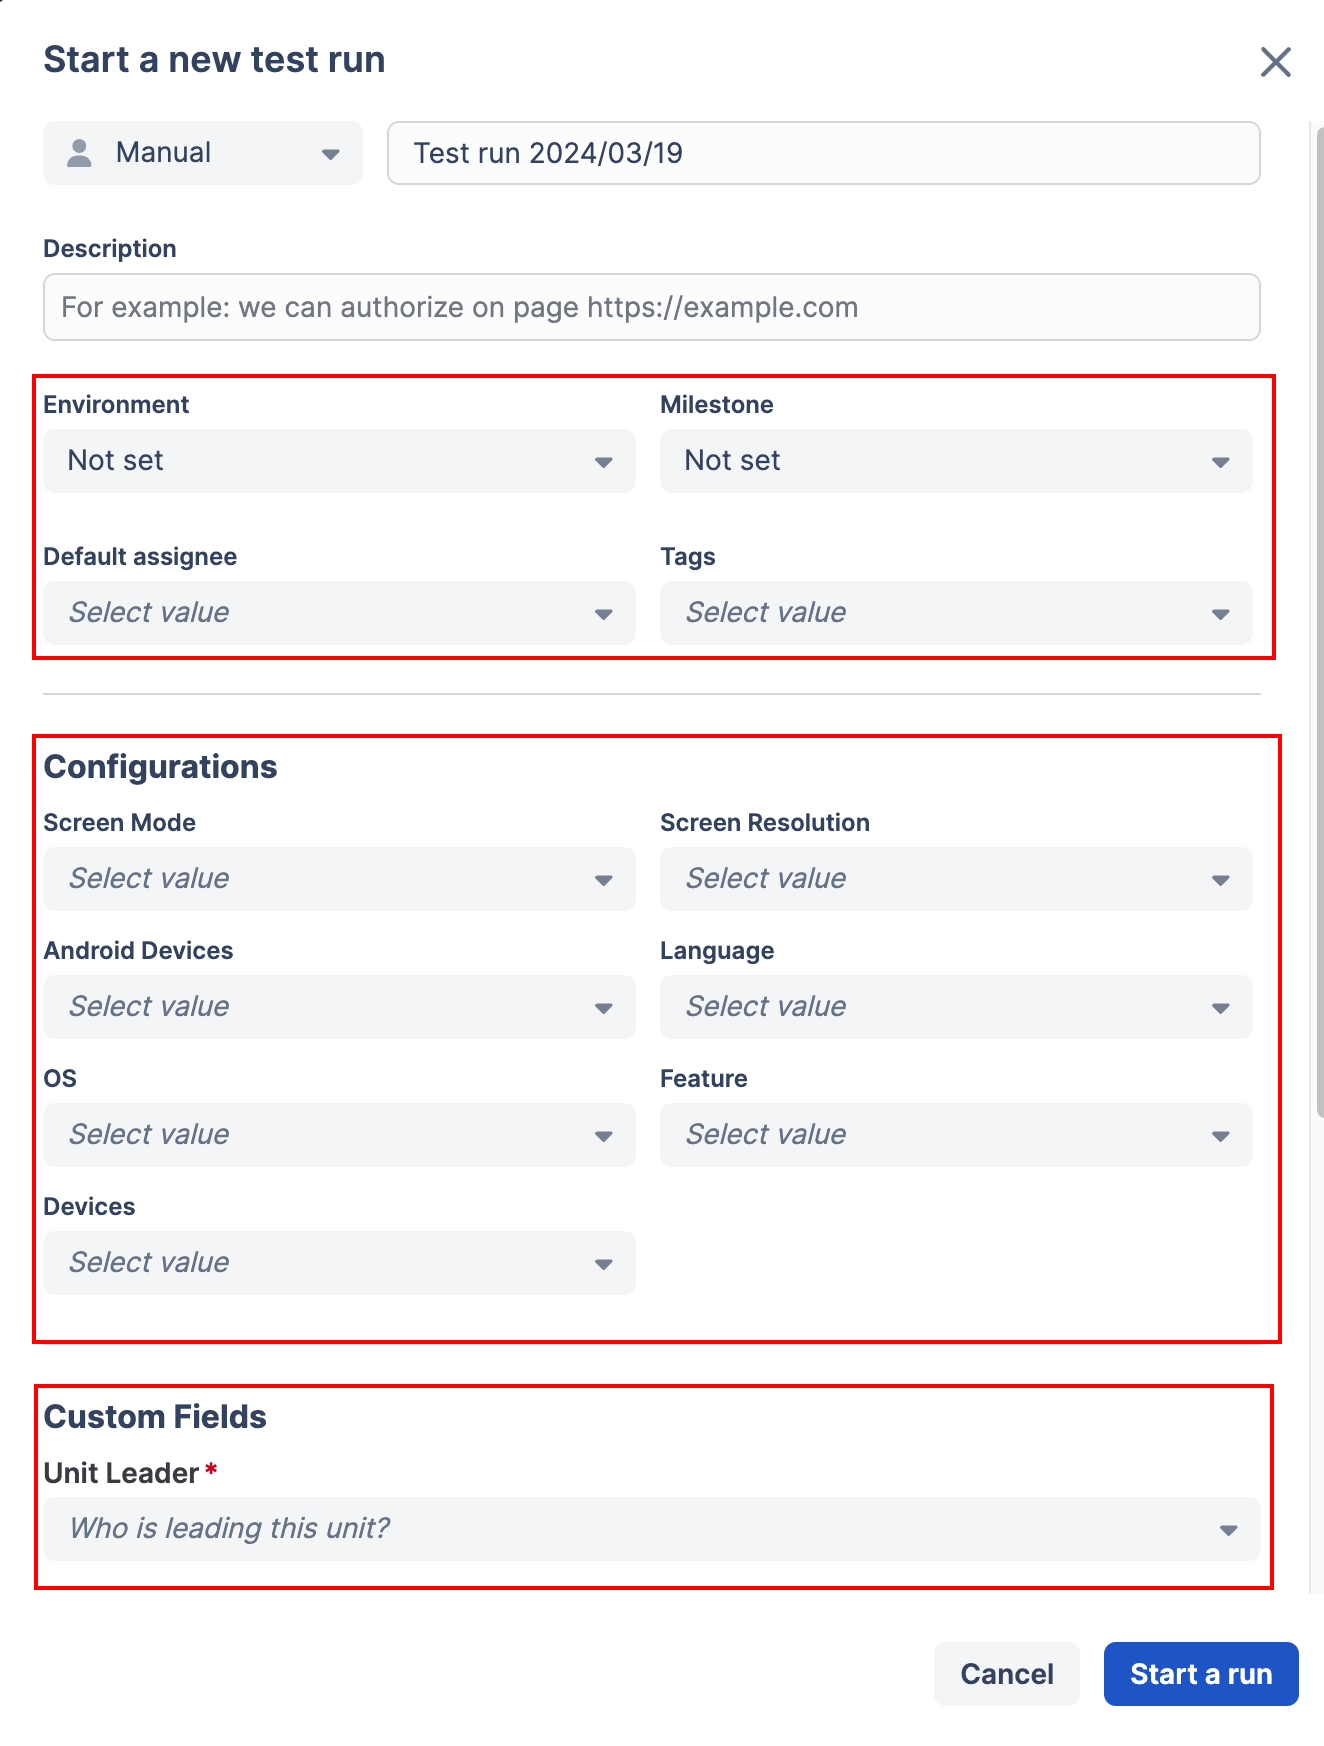 Start a new test run
Manual
Test run 2024/03/19
Description
For example: we can authorize on page https://example.com
Environment
Milestone
Not set
Not set
Default assignee
Tags
Select value
Select value
Configurations
Screen Mode
Screen Resolution
Select value
Select value
Android Devices
Language
Select value
Select value
OS
Feature
Select value
Select value
Devices
Select value
Custom Fields
Unit Leader *
Who is leading this unit?
Cancel
Start a run